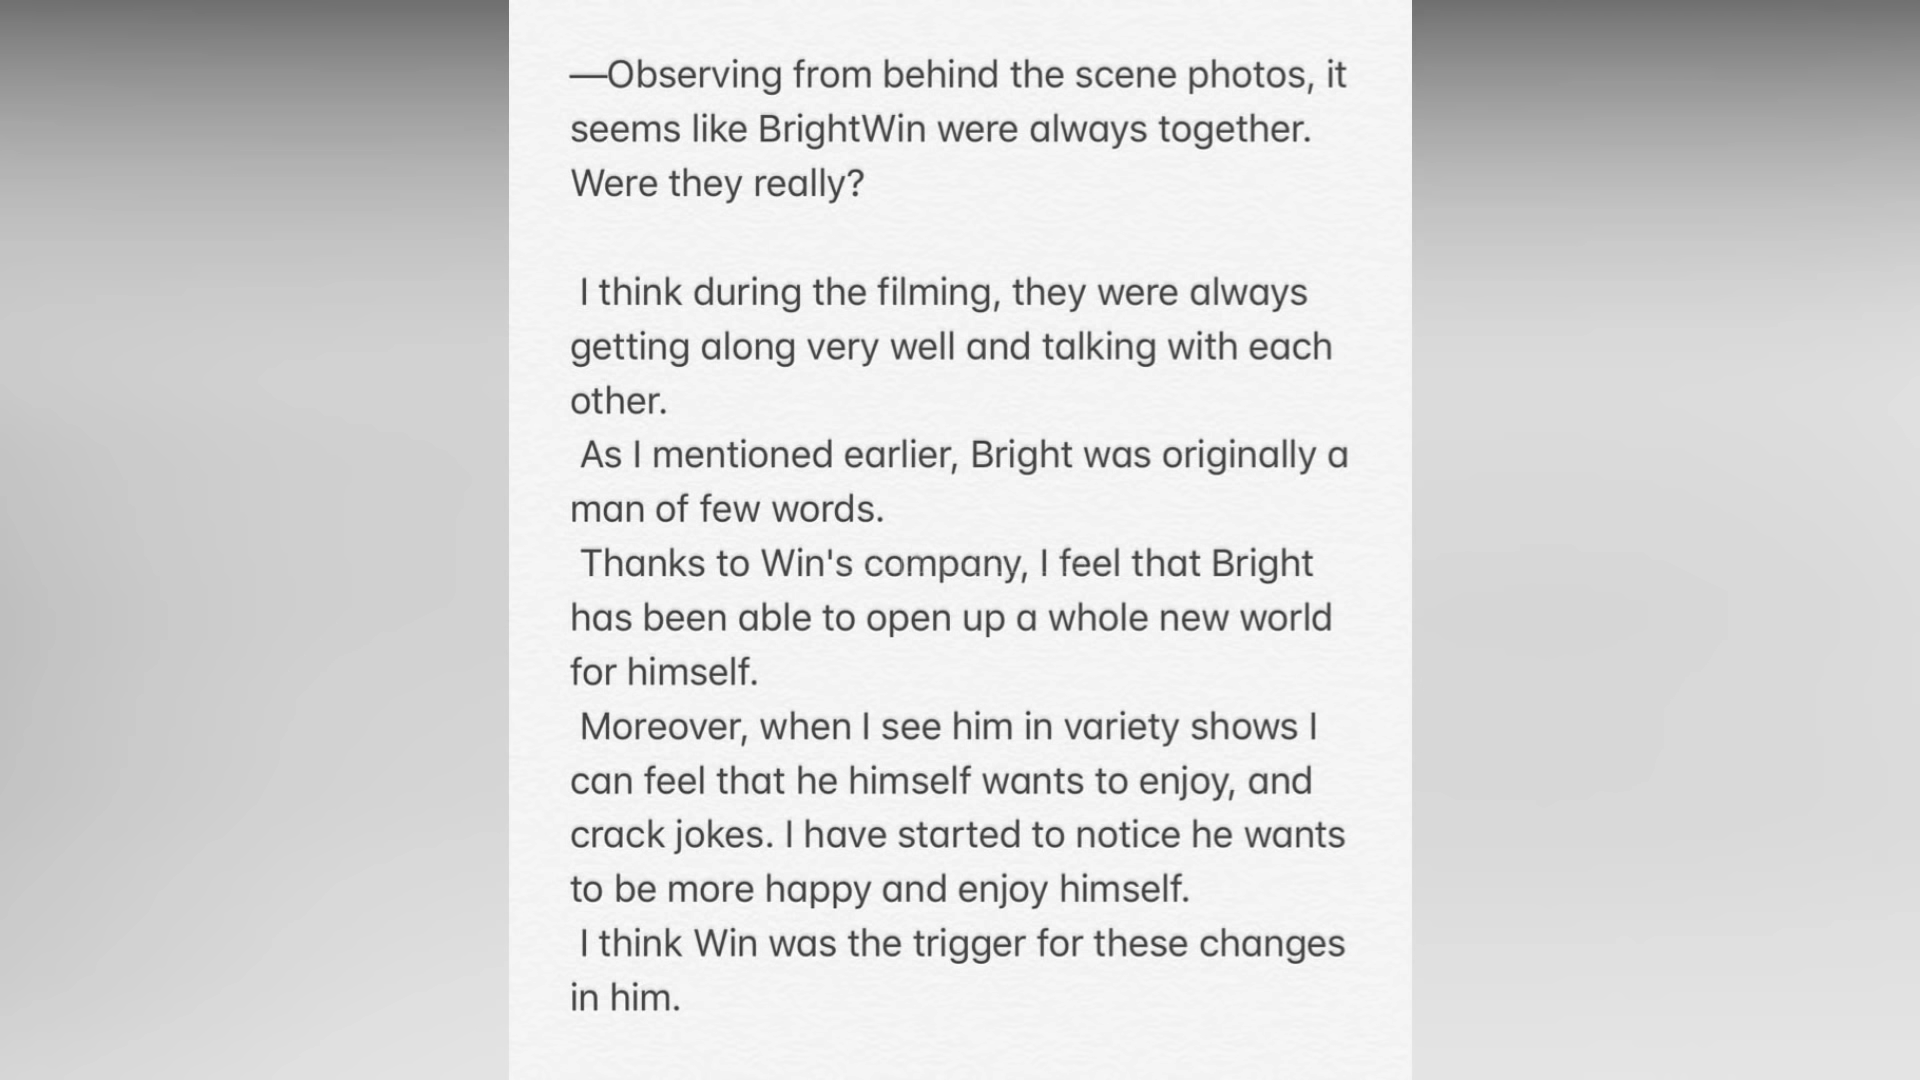 —Observing from behind the scene photos, it
seems like BrightWin were always together.
Were they really?
I think during the filming, they were always
getting along very well and talking with each
other.
As I mentioned earlier, Bright was originally a
man of few words.
Thanks to Win's company, I feel that Bright
has been able to open up a whole new world
for himself.
Moreover, when I see him in variety shows I
can feel that he himself wants to enjoy, and
crack jokes. I have started to notice he wants
to be more happy and enjoy himself.
I think Win was the trigger for these changes
in him.